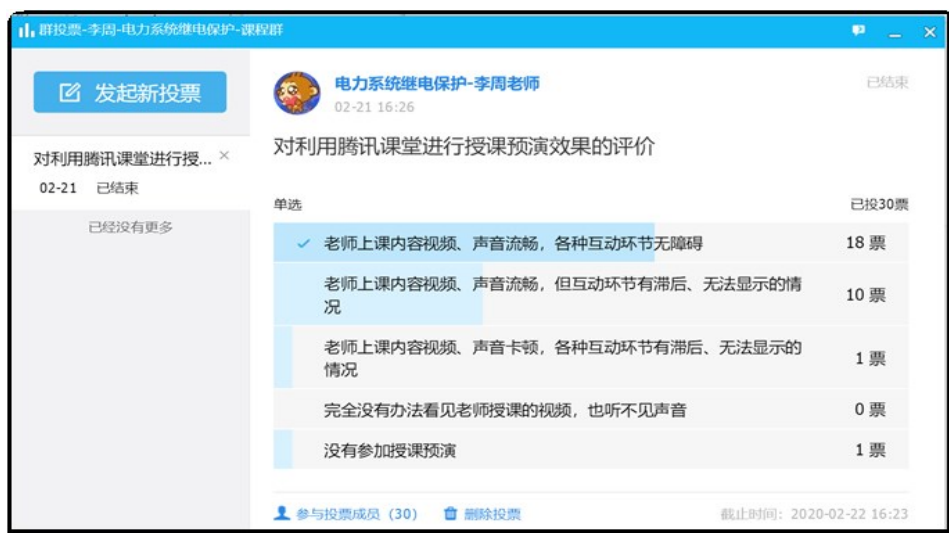 群投票-李周-电力系统继电保护-课程群
发起新投票
对利用腾讯课堂进行授...
02-21 已结束
已经没有更多
电力系统继电保护-李周老师
已结束
02-21 16:26
对利用腾讯课堂进行授课预演效果的评价
单选 已投30票
老师上课内容视频、声音流畅，各种互动环节无障碍 18 票
老师上课内容视频、声音流畅，但互动环节有滞后、无法显示的情
况
10 票
老师上课内容视频、声音卡顿，各种互动环节有滞后、无法显示的
情况
1 票
完全没有办法看见老师授课的视频，也听不见声音 0 票
没有参加授课预演 1 票
参与投票成员（30） 删除投票 截止时间：2020-02-22 16:23